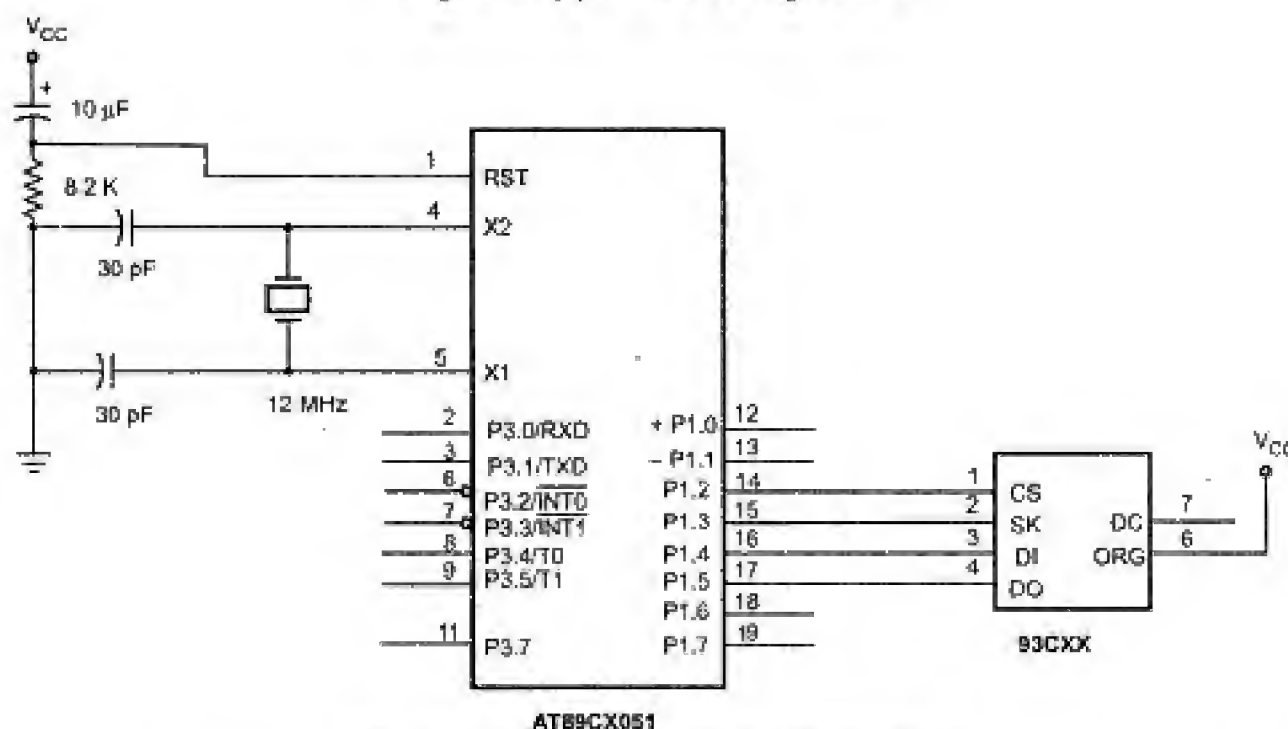 VCC
+
10 µF
8.2 K
30 pF
30 pF
12 MHz
1 RST
4 X2
5 X1
2 P3.0/RXD
3 P3.1/TXD
6 P3.2/INT0
7 P3.3/INT1
8 P3.4/T0
9 P3.5/T1
11 P3.7
+ P1.0 12
– P1.1 13
P1.2 14
P1.3 15
P1.4 16
P1.5 17
P1.6 18
P1.7 19
AT89CX051
1 CS
2 SK
3 DI
4 DO
DC 7
ORG 6
93CXX
VCC